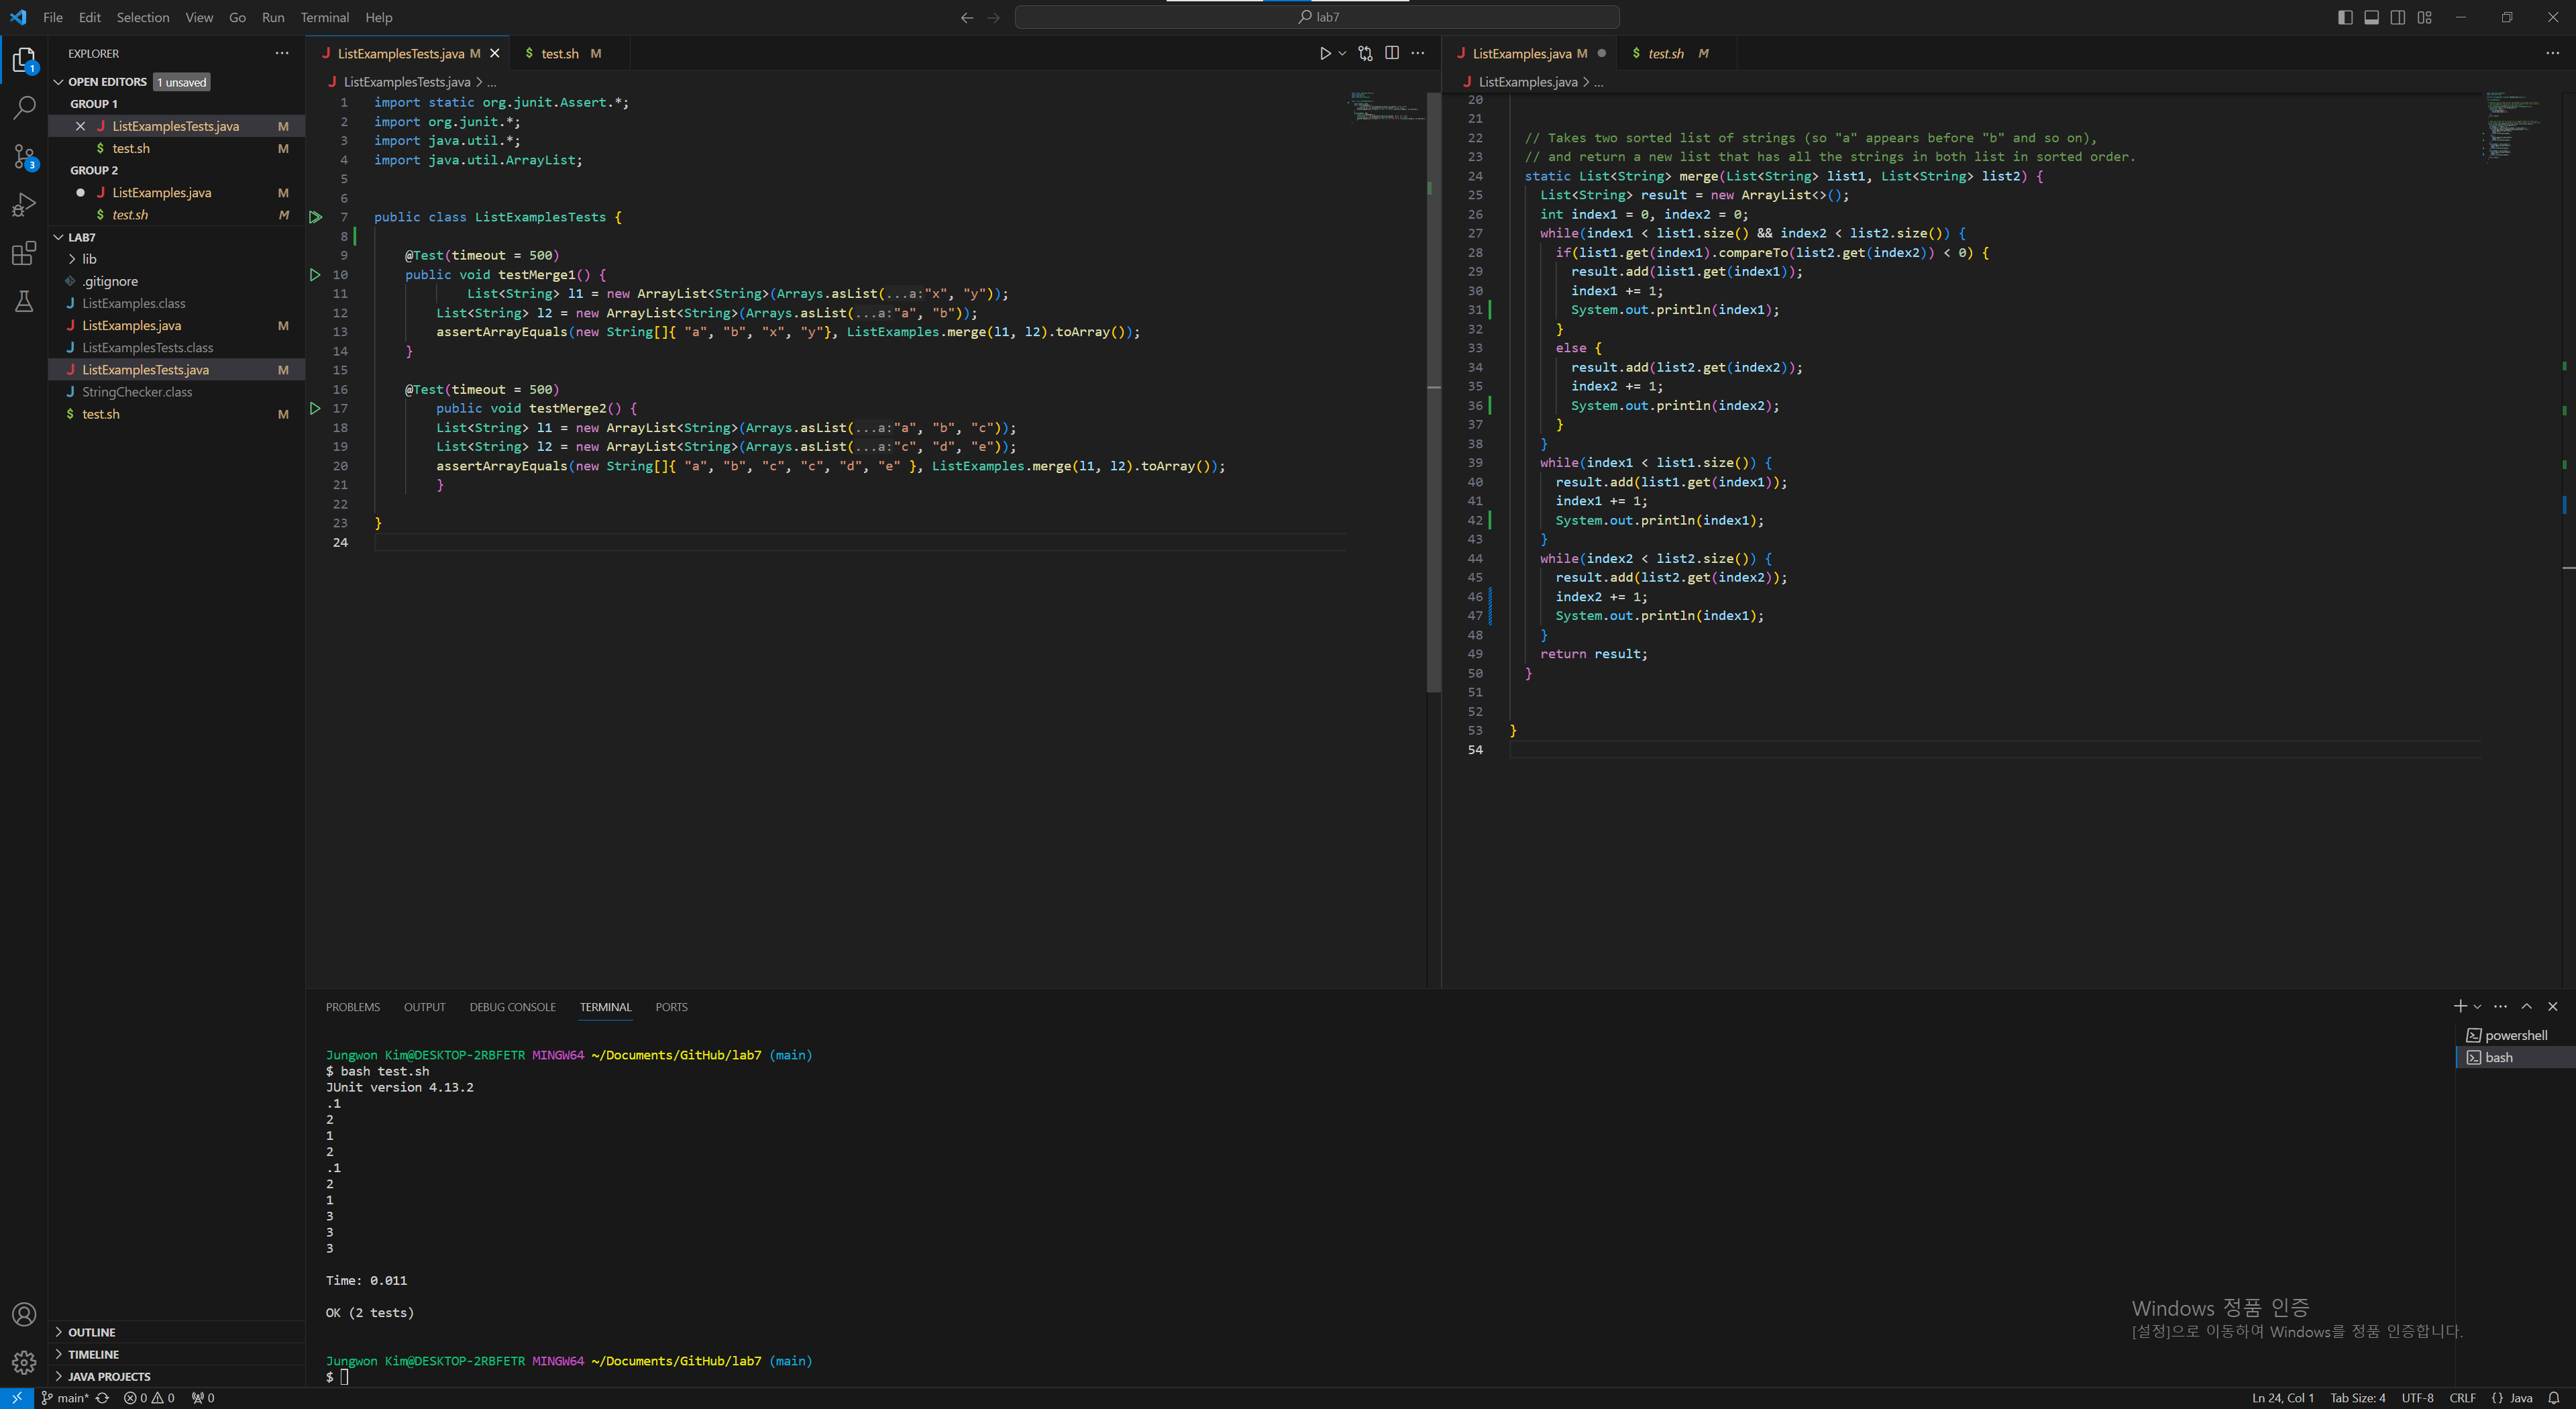 File Edit Selection View Go Run Terminal Help
lab7
EXPLORER
OPEN EDITORS 1 unsaved
GROUP 1
ListExamplesTests.java M
test.sh M
GROUP 2
ListExamples.java M
test.sh M
LAB7
lib
.gitignore
ListExamples.class
ListExamples.java M
ListExamplesTests.class
ListExamplesTests.java M
StringChecker.class
test.sh M
OUTLINE
TIMELINE
JAVA PROJECTS
1
3
ListExamplesTests.java M
test.sh M
ListExamplesTests.java > ...
1 import static org.junit.Assert.*;
2 import org.junit.*;
3 import java.util.*;
4 import java.util.ArrayList;
5
6
7 public class ListExamplesTests {
8
9 @Test(timeout = 500)
10 public void testMerge1() {
11 List<String> l1 = new ArrayList<String>(Arrays.asList(...a:"x", "y"));
12 List<String> l2 = new ArrayList<String>(Arrays.asList(...a:"a", "b"));
13 assertArrayEquals(new String[]{ "a", "b", "x", "y"}, ListExamples.merge(l1, l2).toArray());
14 }
15
16 @Test(timeout = 500)
17 public void testMerge2() {
18 List<String> l1 = new ArrayList<String>(Arrays.asList(...a:"a", "b", "c"));
19 List<String> l2 = new ArrayList<String>(Arrays.asList(...a:"c", "d", "e"));
20 assertArrayEquals(new String[]{ "a", "b", "c", "c", "d", "e" }, ListExamples.merge(l1, l2).toArray());
21 }
22
23 }
24
ListExamples.java M
test.sh M
ListExamples.java > ...
20
21
22 // Takes two sorted list of strings (so "a" appears before "b" and so on),
23 // and return a new list that has all the strings in both list in sorted order.
24 static List<String> merge(List<String> list1, List<String> list2) {
25 List<String> result = new ArrayList<>();
26 int index1 = 0, index2 = 0;
27 while(index1 < list1.size() && index2 < list2.size()) {
28 if(list1.get(index1).compareTo(list2.get(index2)) < 0) {
29 result.add(list1.get(index1));
30 index1 += 1;
31 System.out.println(index1);
32 }
33 else {
34 result.add(list2.get(index2));
35 index2 += 1;
36 System.out.println(index2);
37 }
38 }
39 while(index1 < list1.size()) {
40 result.add(list1.get(index1));
41 index1 += 1;
42 System.out.println(index1);
43 }
44 while(index2 < list2.size()) {
45 result.add(list2.get(index2));
46 index2 += 1;
47 System.out.println(index1);
48 }
49 return result;
50 }
51
52
53 }
54
PROBLEMS OUTPUT DEBUG CONSOLE TERMINAL PORTS
Jungwon Kim@DESKTOP-2RBFETR MINGW64 ~/Documents/GitHub/lab7 (main)
$ bash test.sh
JUnit version 4.13.2
.1
2
1
2
.1
2
1
3
3
3
Time: 0.011
OK (2 tests)
Jungwon Kim@DESKTOP-2RBFETR MINGW64 ~/Documents/GitHub/lab7 (main)
$
powershell
bash
Windows 정품 인증
[설정]으로 이동하여 Windows를 정품 인증합니다.
main* 0 0 0
Ln 24, Col 1 Tab Size: 4 UTF-8 CRLF {} Java